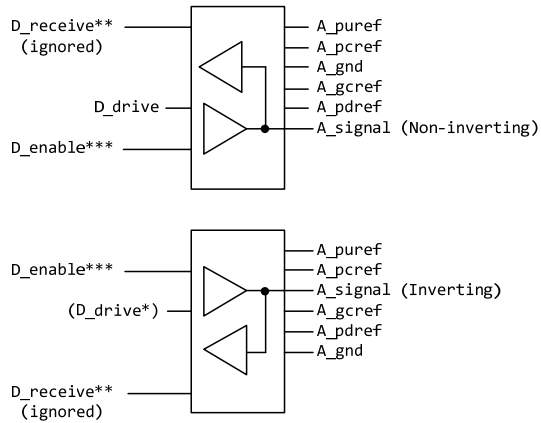 D_receive**
(ignored)
D_drive
D_enable***
A_puref
A_pcref
A_gnd
A_gcref
A_pdref
A_signal (Non-inverting)
D_enable***
(D_drive*)
D_receive**
(ignored)
A_puref
A_pcref
A_signal (Inverting)
A_gcref
A_pdref
A_gnd